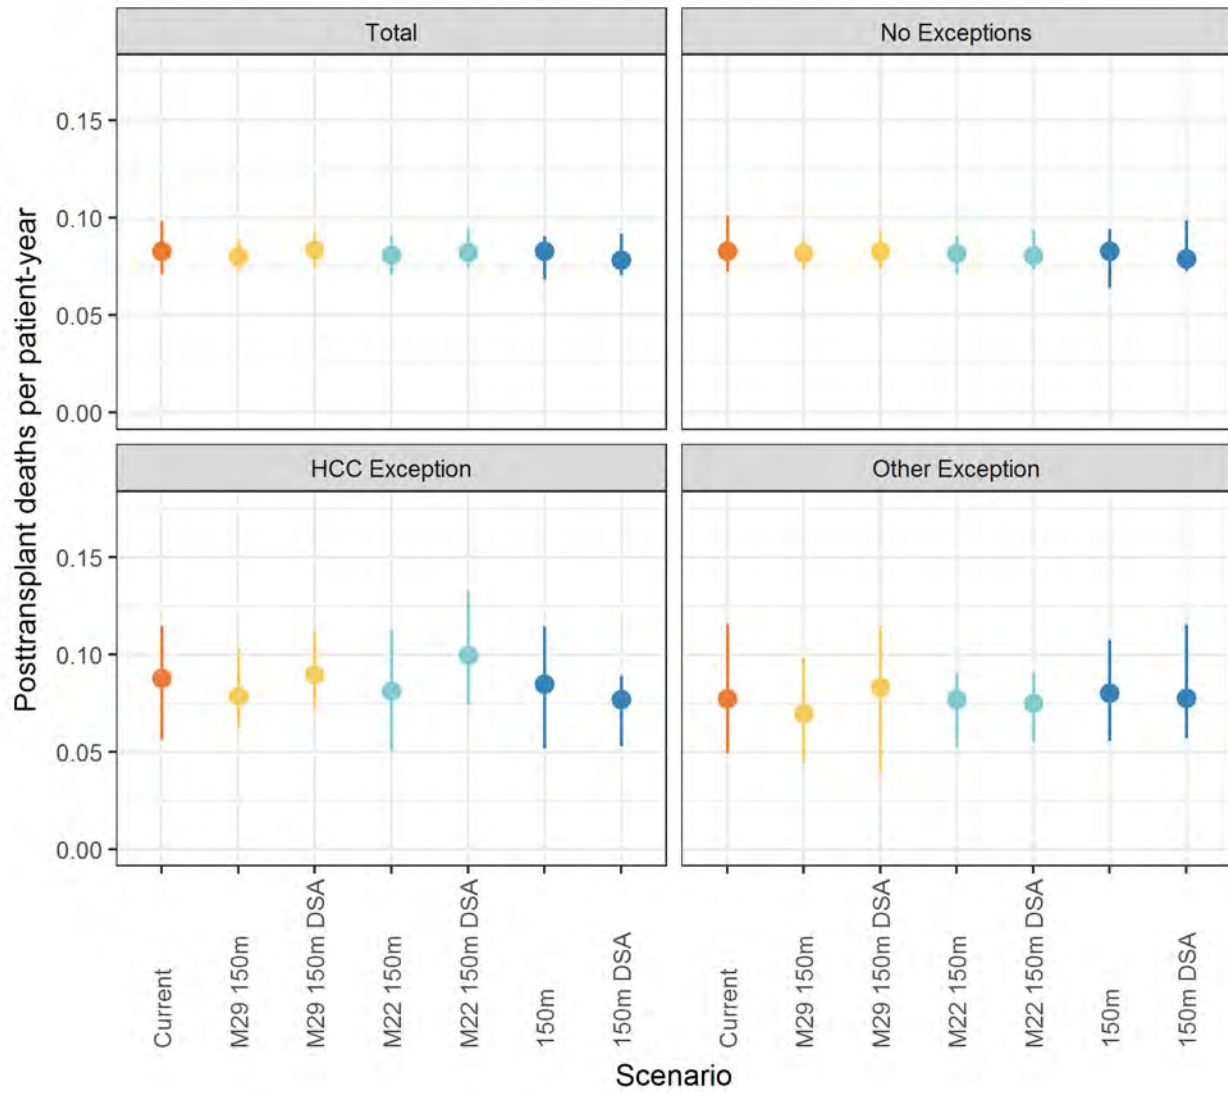 Total
No Exceptions
0.15
0.10
0.05
0.00
HCC Exception
Other Exception
0.15
0.10
0.05
0.00
Posttransplant deaths per patient-year
Current
M29 150m
M29 150m DSA
M22 150m
M22 150m DSA
150m
150m DSA
Current
M29 150m
M29 150m DSA
M22 150m
M22 150m DSA
150m
150m DSA
Scenario